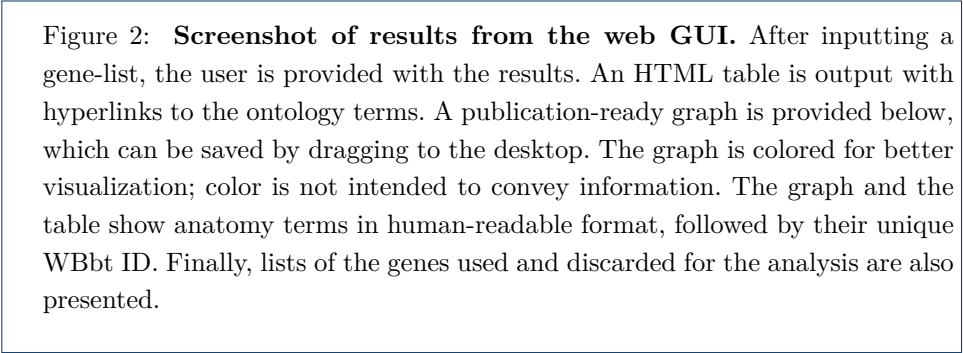 Figure 2: Screenshot of results from the web GUI. After inputting a
gene-list, the user is provided with the results. An HTML table is output with
hyperlinks to the ontology terms. A publication-ready graph is provided below,
which can be saved by dragging to the desktop. The graph is colored for better
visualization; color is not intended to convey information. The graph and the
table show anatomy terms in human-readable format, followed by their unique
WBbt ID. Finally, lists of the genes used and discarded for the analysis are also
presented.